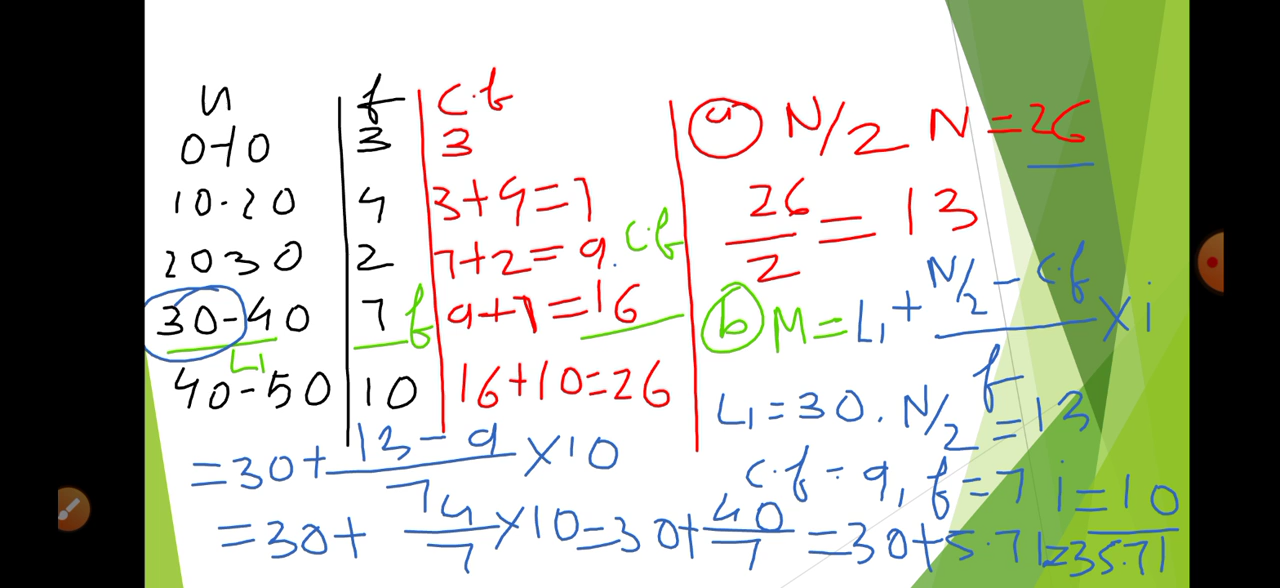 x f c.f
0-10 3 3
10-20 4 3+4=7
20 30 2 7+2=9. c.f
30-40 7 f 9+7=16
L1
40-50 10 16+10=26
a N/2 N=26
26/2 = 13
b M = L1 + N/2 - c.f / f × i
L1=30. N/2=13
c.f = 9, f=7 i=10
=30+ 13-9 / 7 ×10
=30+ 4/7 ×10=30+ 40/7 =30+5.71=35.71